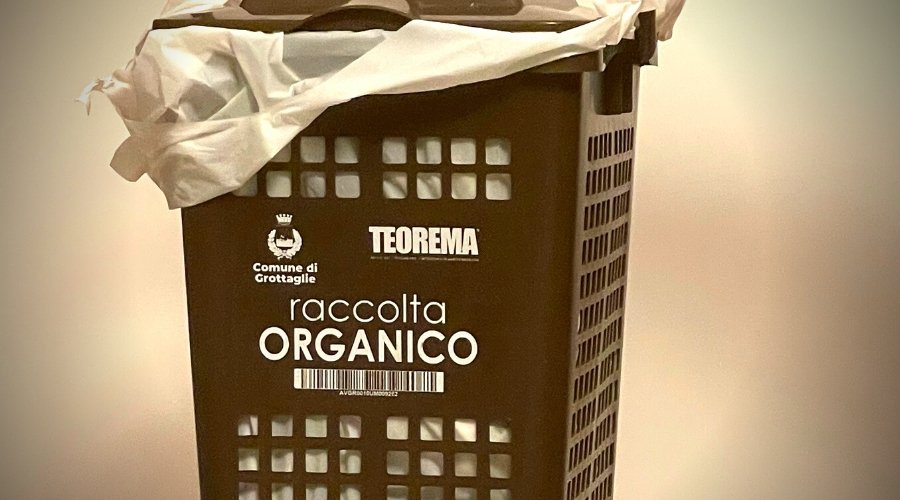 Comune di
Grottaglie
TEOREMA
raccolta
ORGANICO